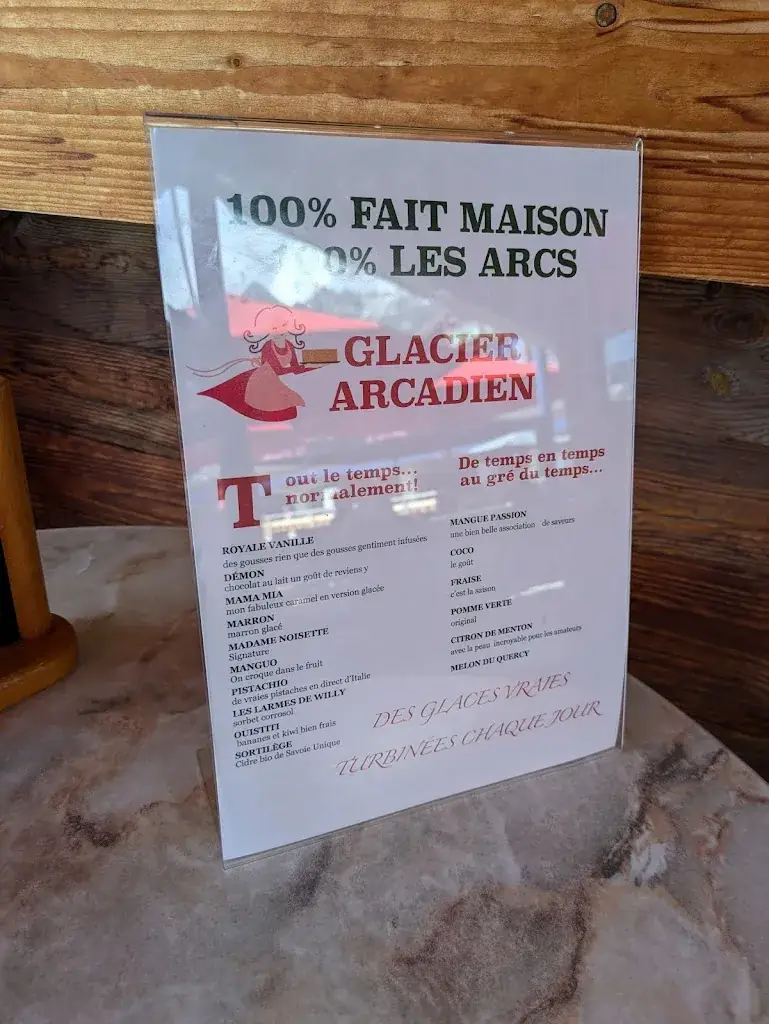 100% FAIT MAISON
100% LES ARCS
GLACIER
ARCADIEN
Tout le temps...
normalement!
ROYALE VANILLE
des gousses rien que des gousses gentiment infusées
DÉMON
chocolat au lait un goût de reviens y
MAMA MIA
mon fabuleux caramel en version glacée
MARRON
marron glacé
MADAME NOISETTE
Signature
MANGUO
On croque dans le fruit
PISTACHIO
de vraies pistaches en direct d'Italie
LES LARMES DE WILLY
sorbet corrosol
OUISTITI
bananes et kiwi bien frais
SORTILÈGE
Cidre bio de Savoie Unique
De temps en temps
au gré du temps...
MANGUE PASSION
une bien belle association de saveurs
COCO
le goût
FRAISE
c'est la saison
POMME VERTE
original
CITRON DE MENTON
avec la peau incroyable pour les amateurs
MELON DU QUERCY
DES GLACES VRAIES
TURBINÉES CHAQUE JOUR